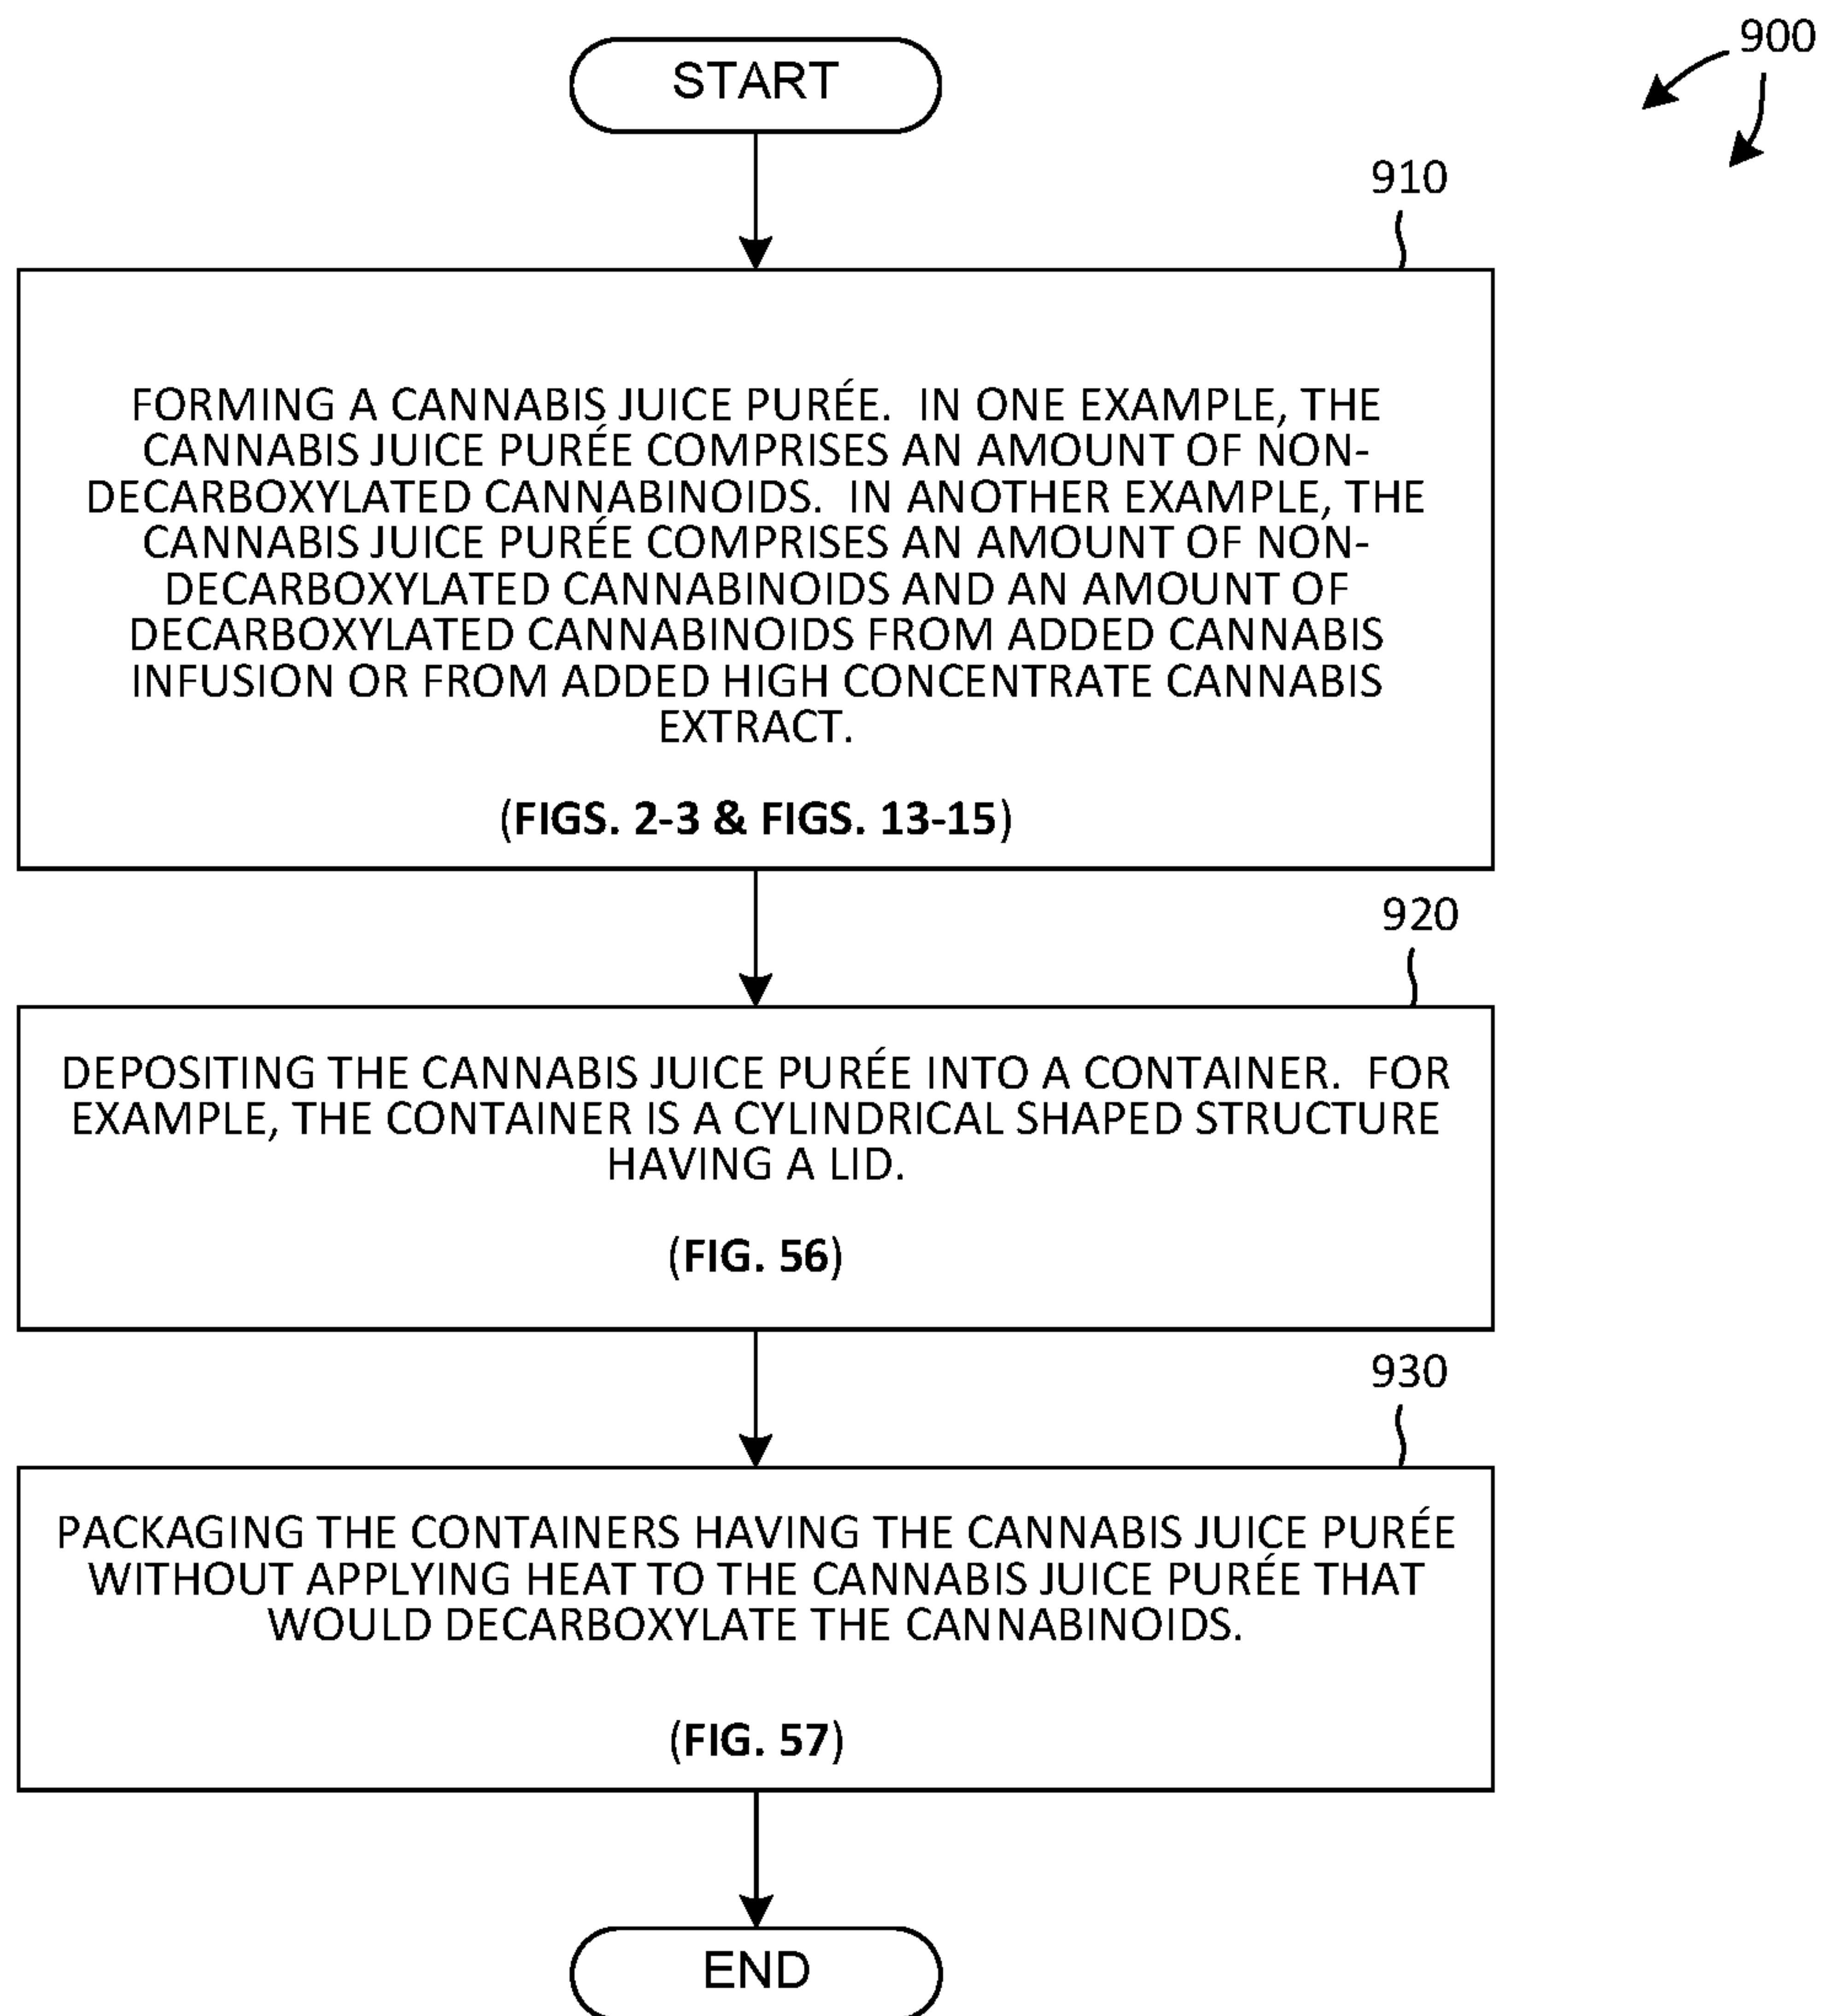 START
900
910
FORMING A CANNABIS JUICE PURÉE.  IN ONE EXAMPLE, THE
CANNABIS JUICE PURÉE COMPRISES AN AMOUNT OF NON-
DECARBOXYLATED CANNABINOIDS.  IN ANOTHER EXAMPLE, THE
CANNABIS JUICE PURÉE COMPRISES AN AMOUNT OF NON-
DECARBOXYLATED CANNABINOIDS AND AN AMOUNT OF
DECARBOXYLATED CANNABINOIDS FROM ADDED CANNABIS
INFUSION OR FROM ADDED HIGH CONCENTRATE CANNABIS
EXTRACT.
(FIGS. 2-3 & FIGS. 13-15)
920
DEPOSITING THE CANNABIS JUICE PURÉE INTO A CONTAINER.  FOR
EXAMPLE, THE CONTAINER IS A CYLINDRICAL SHAPED STRUCTURE
HAVING A LID.
(FIG. 56)
930
PACKAGING THE CONTAINERS HAVING THE CANNABIS JUICE PURÉE
WITHOUT APPLYING HEAT TO THE CANNABIS JUICE PURÉE THAT
WOULD DECARBOXYLATE THE CANNABINOIDS.
(FIG. 57)
END